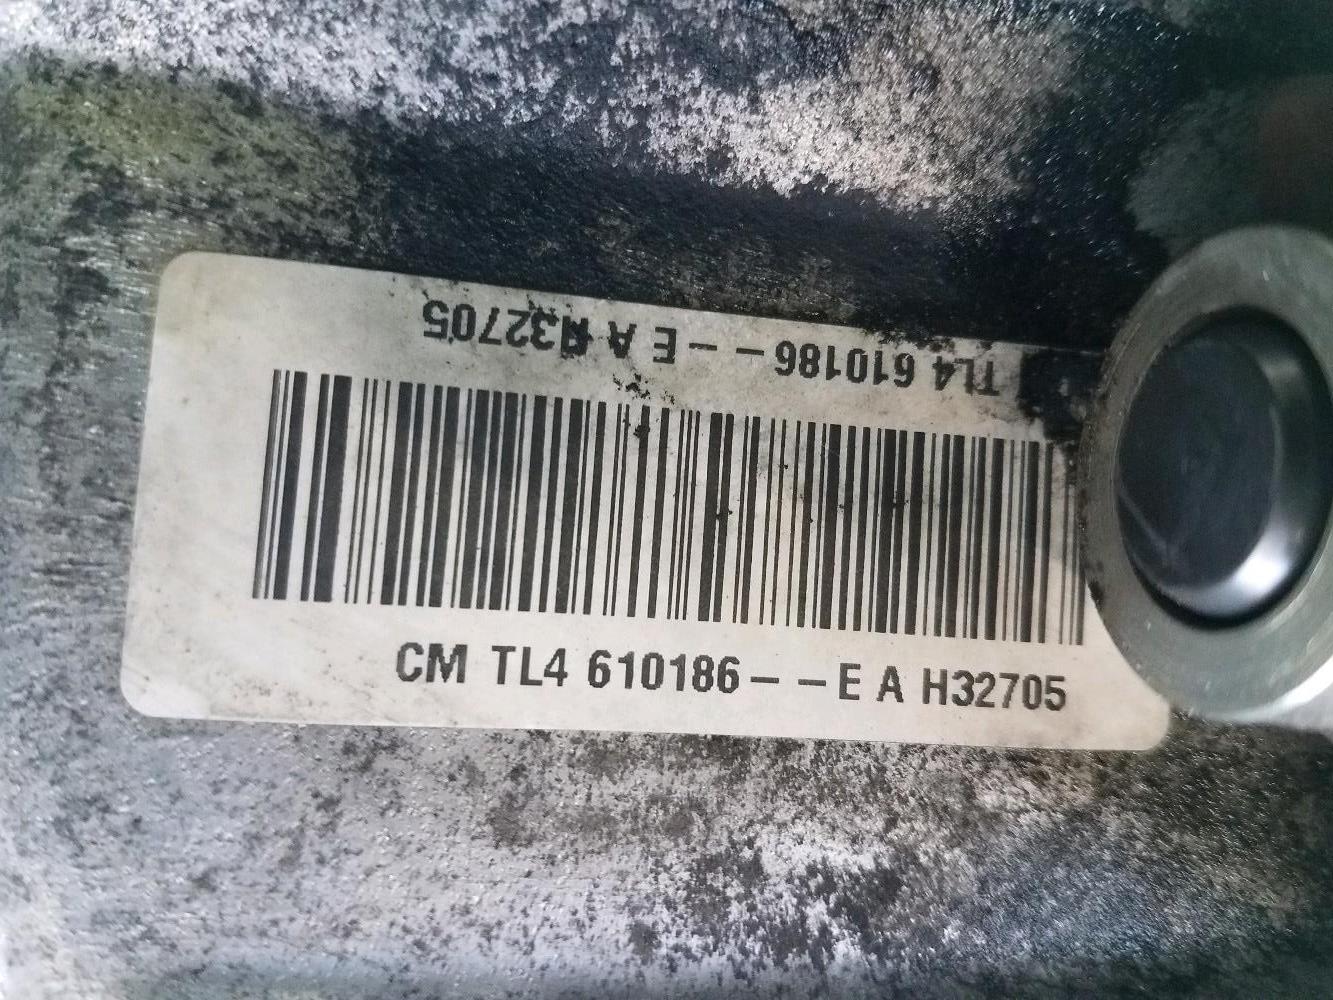 TL4 610186 – – E A H32705
CM TL4 610186 – – E A H32705